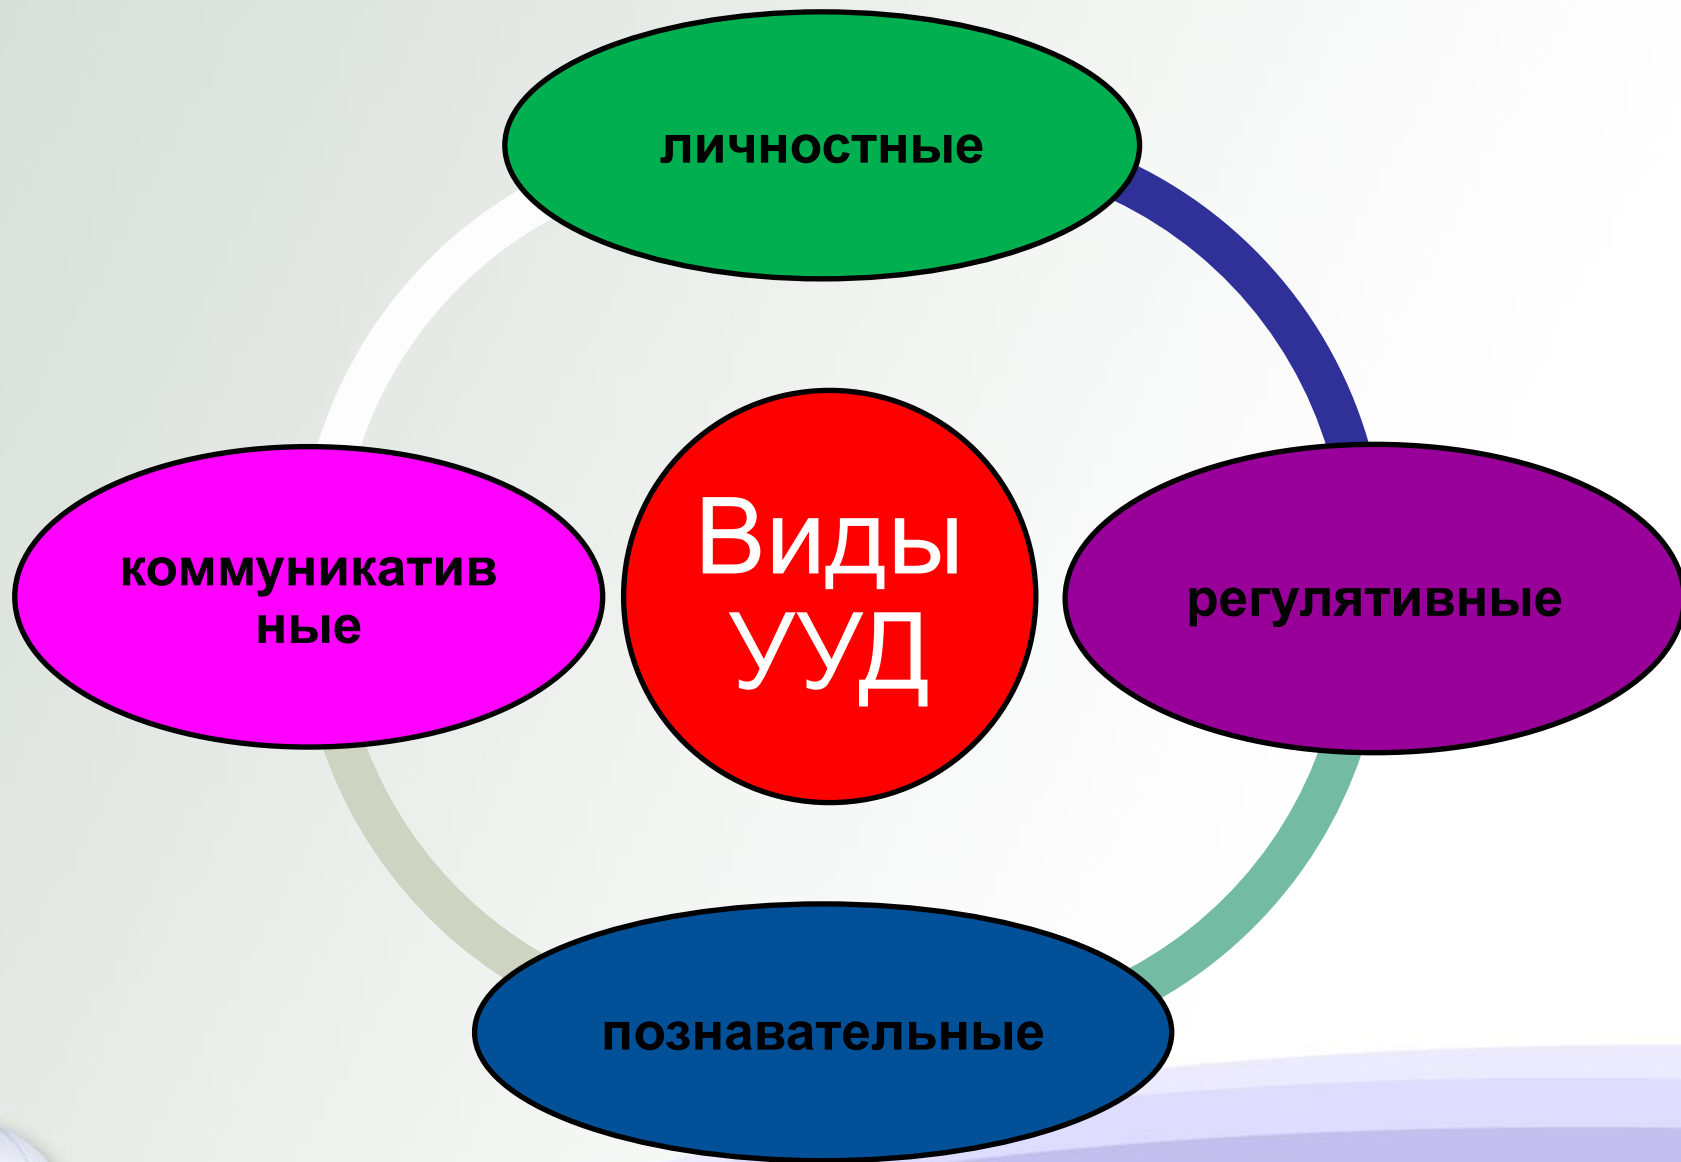 личностные
Виды
УУД
коммуникатив
ные
регулятивные
познавательные